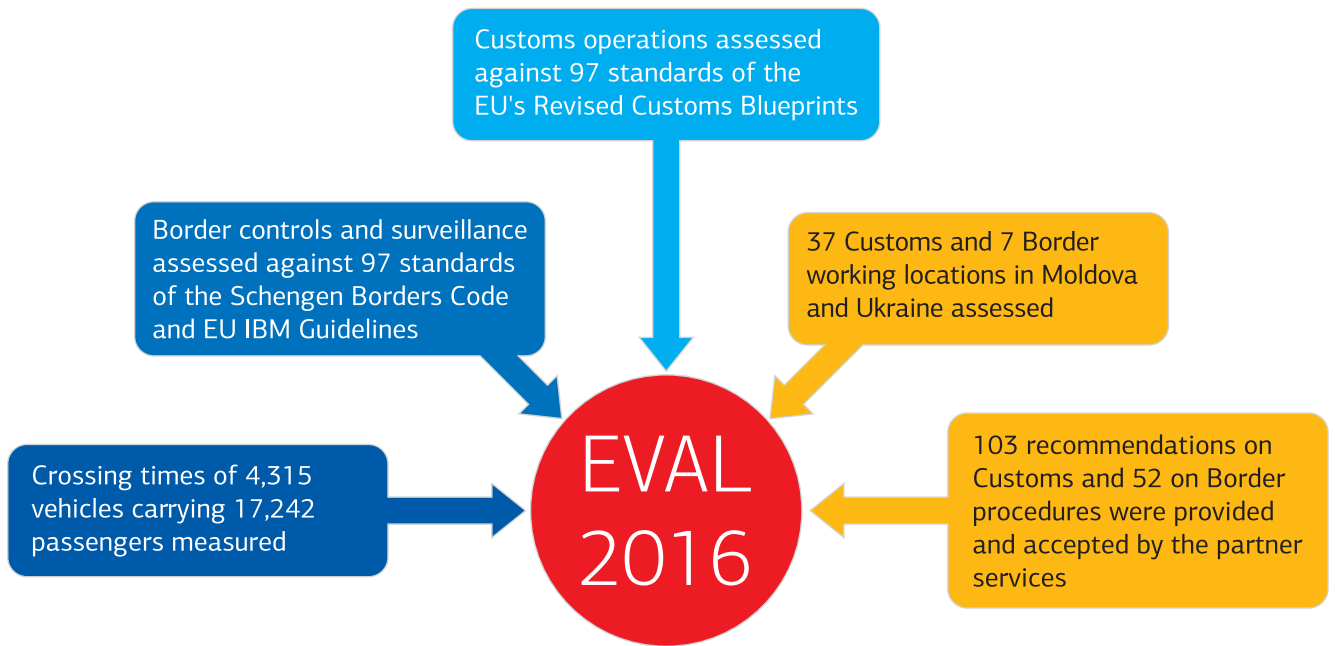 Customs operations assessed
against 97 standards of the
EU's Revised Customs Blueprints
Border controls and surveillance
assessed against 97 standards
of the Schengen Borders Code
and EU IBM Guidelines
37 Customs and 7 Border
working locations in Moldova
and Ukraine assessed
Crossing times of 4,315
vehicles carrying 17,242
passengers measured
EVAL
2016
103 recommendations on
Customs and 52 on Border
procedures were provided
and accepted by the partner
services